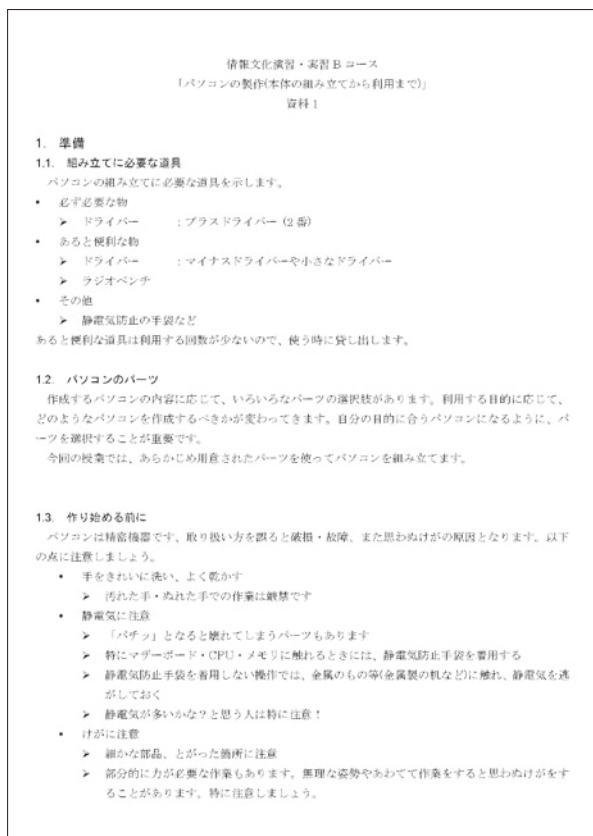 情報文化演習・実習 B コース
「パソコンの製作(本体の組み立てから利用まで)」
資料 1
1. 準備
1.1. 組み立てに必要な道具
パソコンの組み立てに必要な道具を示します。
• 必ず必要な物
➢ ドライバー ：プラスドライバー (2 番)
• あると便利な物
➢ ドライバー ：マイナスドライバーや小さなドライバー
➢ ラジオペンチ
• その他
➢ 静電気防止の手袋など
あると便利な道具は利用する回数が少ないので、使う時に貸し出します。
1.2. パソコンのパーツ
作成するパソコンの内容に応じて、いろいろなパーツの選択肢があります。利用する目的に応じて、
どのようなパソコンを作成するべきかが変わってきます。自分の目的に合うパソコンになるように、パ
ーツを選択することが重要です。
今回の授業では、あらかじめ用意されたパーツを使ってパソコンを組み立てます。
1.3. 作り始める前に
パソコンは精密機器です、取り扱い方を誤ると破損・故障、また思わぬけがの原因となります。以下
の点に注意しましょう。
• 手をきれいに洗い、よく乾かす
➢ 汚れた手・ぬれた手での作業は厳禁です
• 静電気に注意
➢ 「パチッ」となると壊れてしまうパーツもあります
➢ 特にマザーボード・CPU・メモリに触れるときには、静電気防止手袋を着用する
➢ 静電気防止手袋を着用しない操作では、金属のもの等(金属製の机など)に触れ、静電気を逃
がしておく
➢ 静電気が多いかな？と思う人は特に注意！
• けがに注意
➢ 細かな部品、とがった箇所に注意
➢ 部分的に力が必要な作業もあります。無理な姿勢やあわてて作業をすると思わぬけがをす
ることがあります。特に注意しましょう。